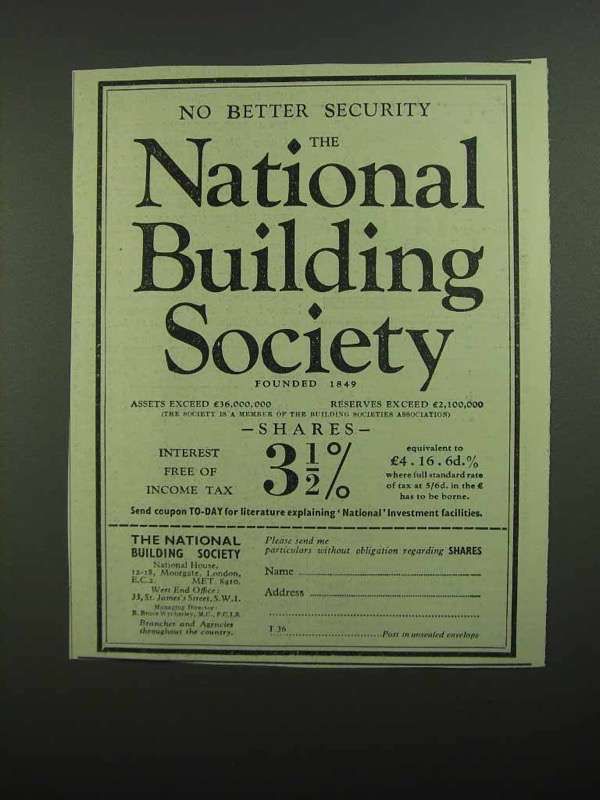 NO BETTER SECURITY
THE
National
Building
Society
FOUNDED 1849
ASSETS EXCEED £36,000,000 RESERVES EXCEED £2,100,000
(THE SOCIETY IS A MEMBER OF THE BUILDING SOCIETIES ASSOCIATION)
–SHARES–
INTEREST
FREE OF
INCOME TAX
3½%
equivalent to
£4.16.6d.%
where full standard rate
of tax at 5/6d. in the £
has to be borne.
Send coupon TO-DAY for literature explaining 'National' Investment facilities.
THE NATIONAL
BUILDING SOCIETY
National House,
12-18, Moorgate, London,
E.C.2. MET. 8410.
West End Office:
33, St. James's Street, S.W.1.
Managing Director:
R. Bruce Wycherley, M.C., F.C.I.S.
Branches and Agencies
throughout the country.
Please send me
particulars without obligation regarding SHARES
Name
Address
T 36
Post in unsealed envelope